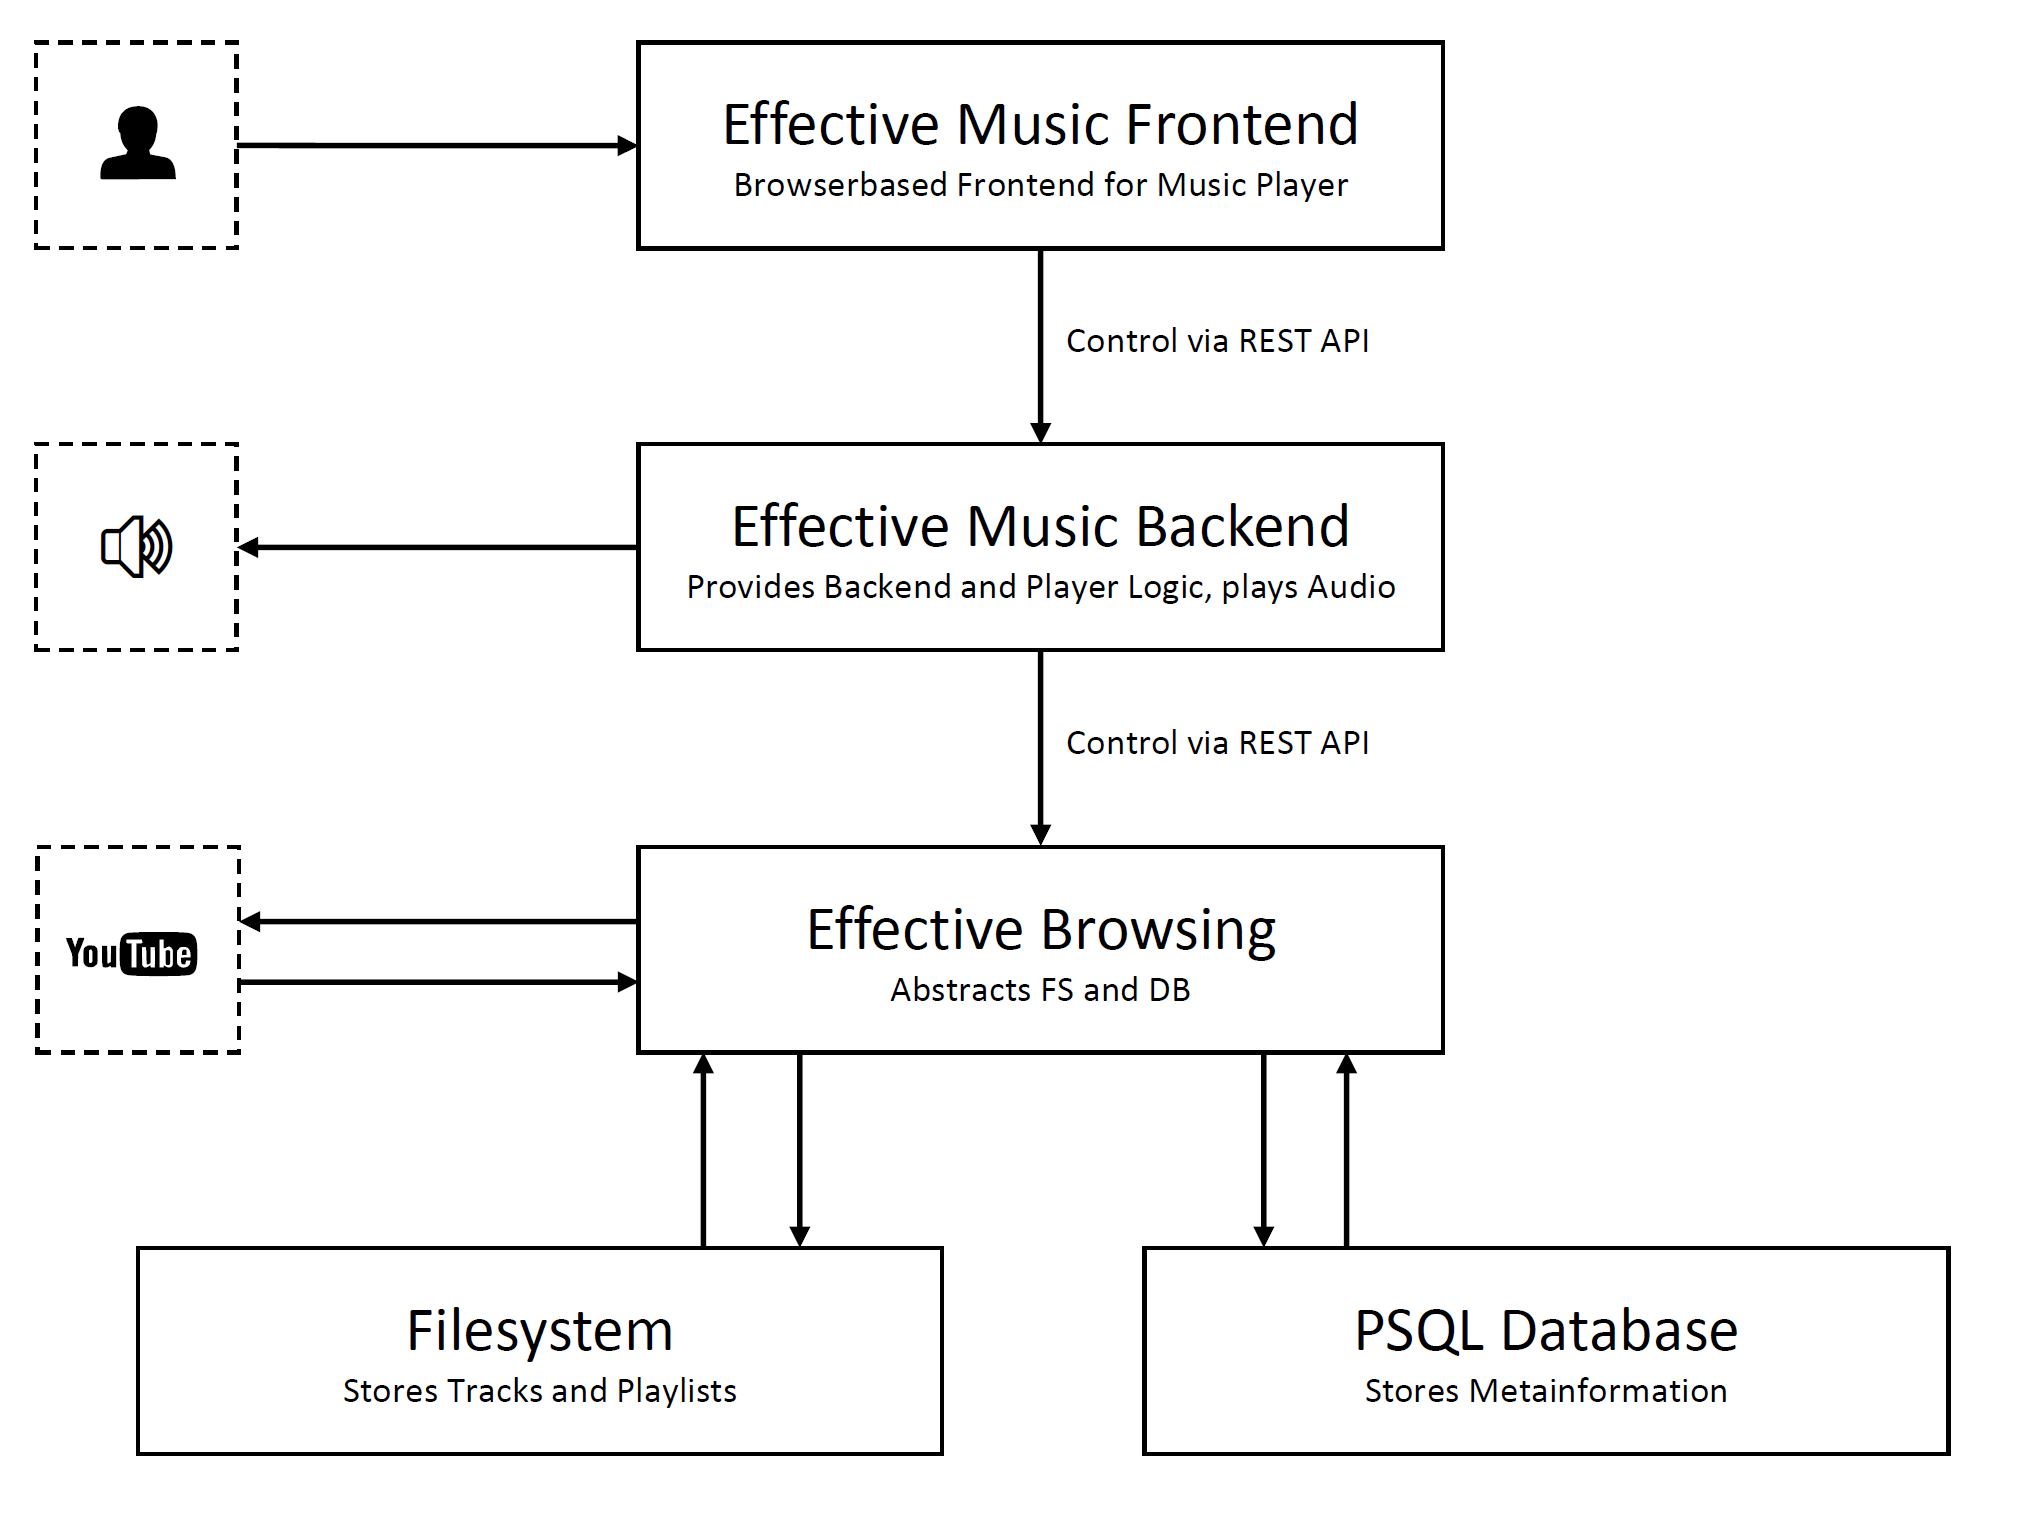 Effective Music Frontend
Browserbased Frontend for Music Player
Control via REST API
Effective Music Backend
Provides Backend and Player Logic, plays Audio
Control via REST API
YouTube
Effective Browsing
Abstracts FS and DB
Filesystem
Stores Tracks and Playlists
PSQL Database
Stores Metainformation